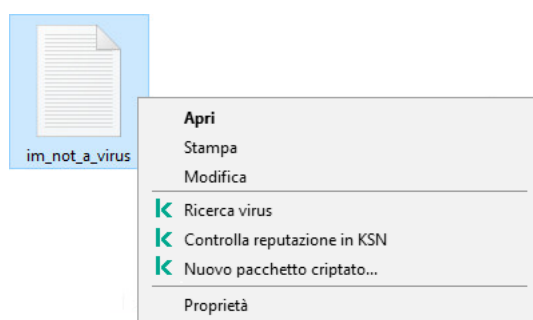 im_not_a_virus
Apri
Stampa
Modifica
Ricerca virus
Controlla reputazione in KSN
Nuovo pacchetto criptato...
Proprietà